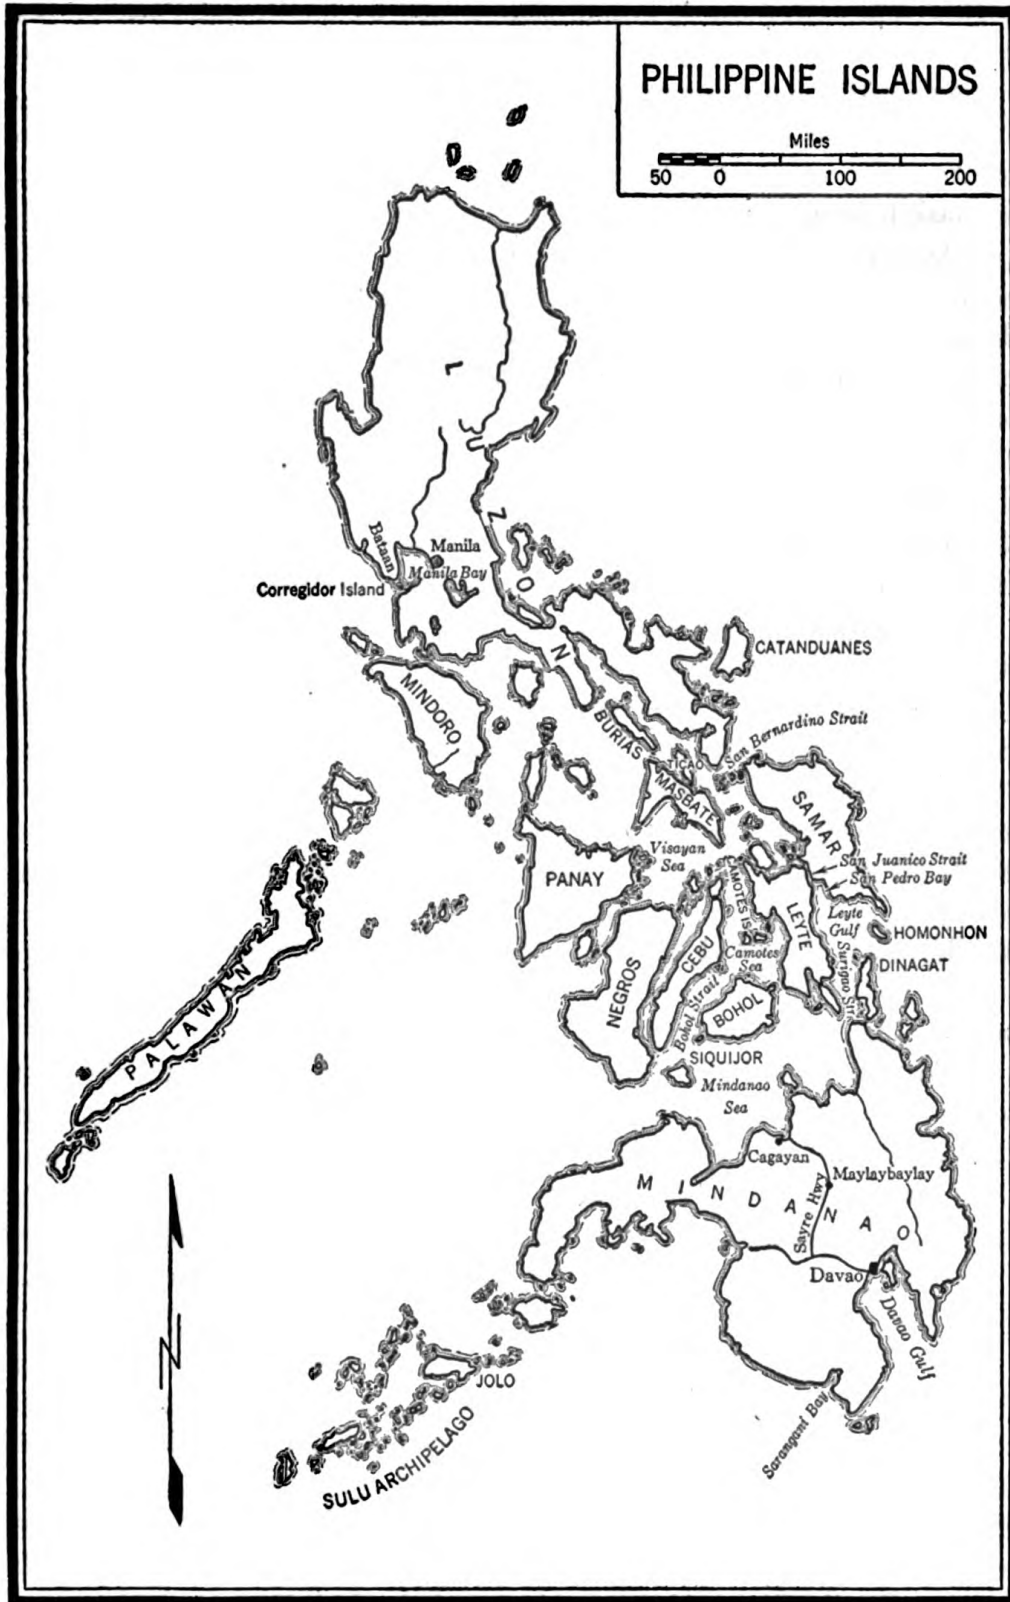 PHILIPPINE ISLANDS
Miles
50 0 100 200
LUZON
Bataan
Manila
Manila Bay
Corregidor Island
CATANDUANES
MINDORO
BURIAS
San Bernardino Strait
TICAO
MASBATE
SAMAR
Visayan
Sea
San Juanico Strait
San Pedro Bay
PANAY
CAMOTES IS
LEYTE
Leyte
Gulf
HOMONHON
CEBU
Camotes
Sea
Surigao Str.
DINAGAT
NEGROS
PALAWAN
Bohol Strait
BOHOL
SIQUIJOR
Mindanao
Sea
Cagayan
Maylaybaylay
MINDANAO
Sayre Hwy
Davao
Davao Gulf
JOLO
Sarangani Bay
SULU ARCHIPELAGO
N